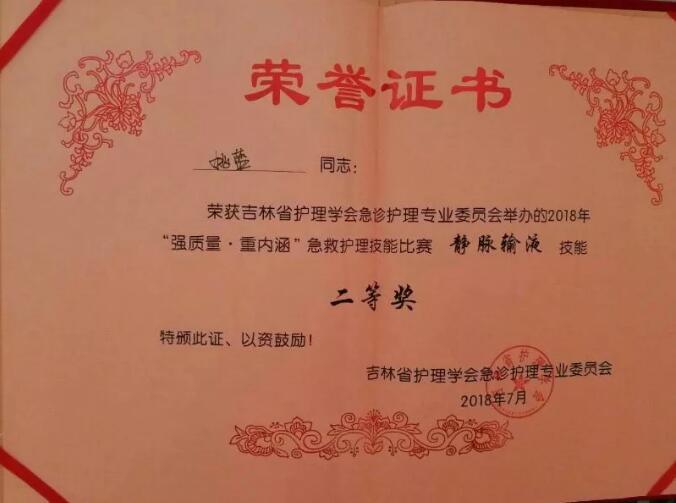 荣誉证书
姚蓝 同志：
荣获吉林省护理学会急诊护理专业委员会举办的2018年
“强质量·重内涵”急救护理技能比赛 静脉输液 技能
二等奖
特颁此证、以资鼓励！
吉林省护理学会急诊护理专业委员会
2018年7月